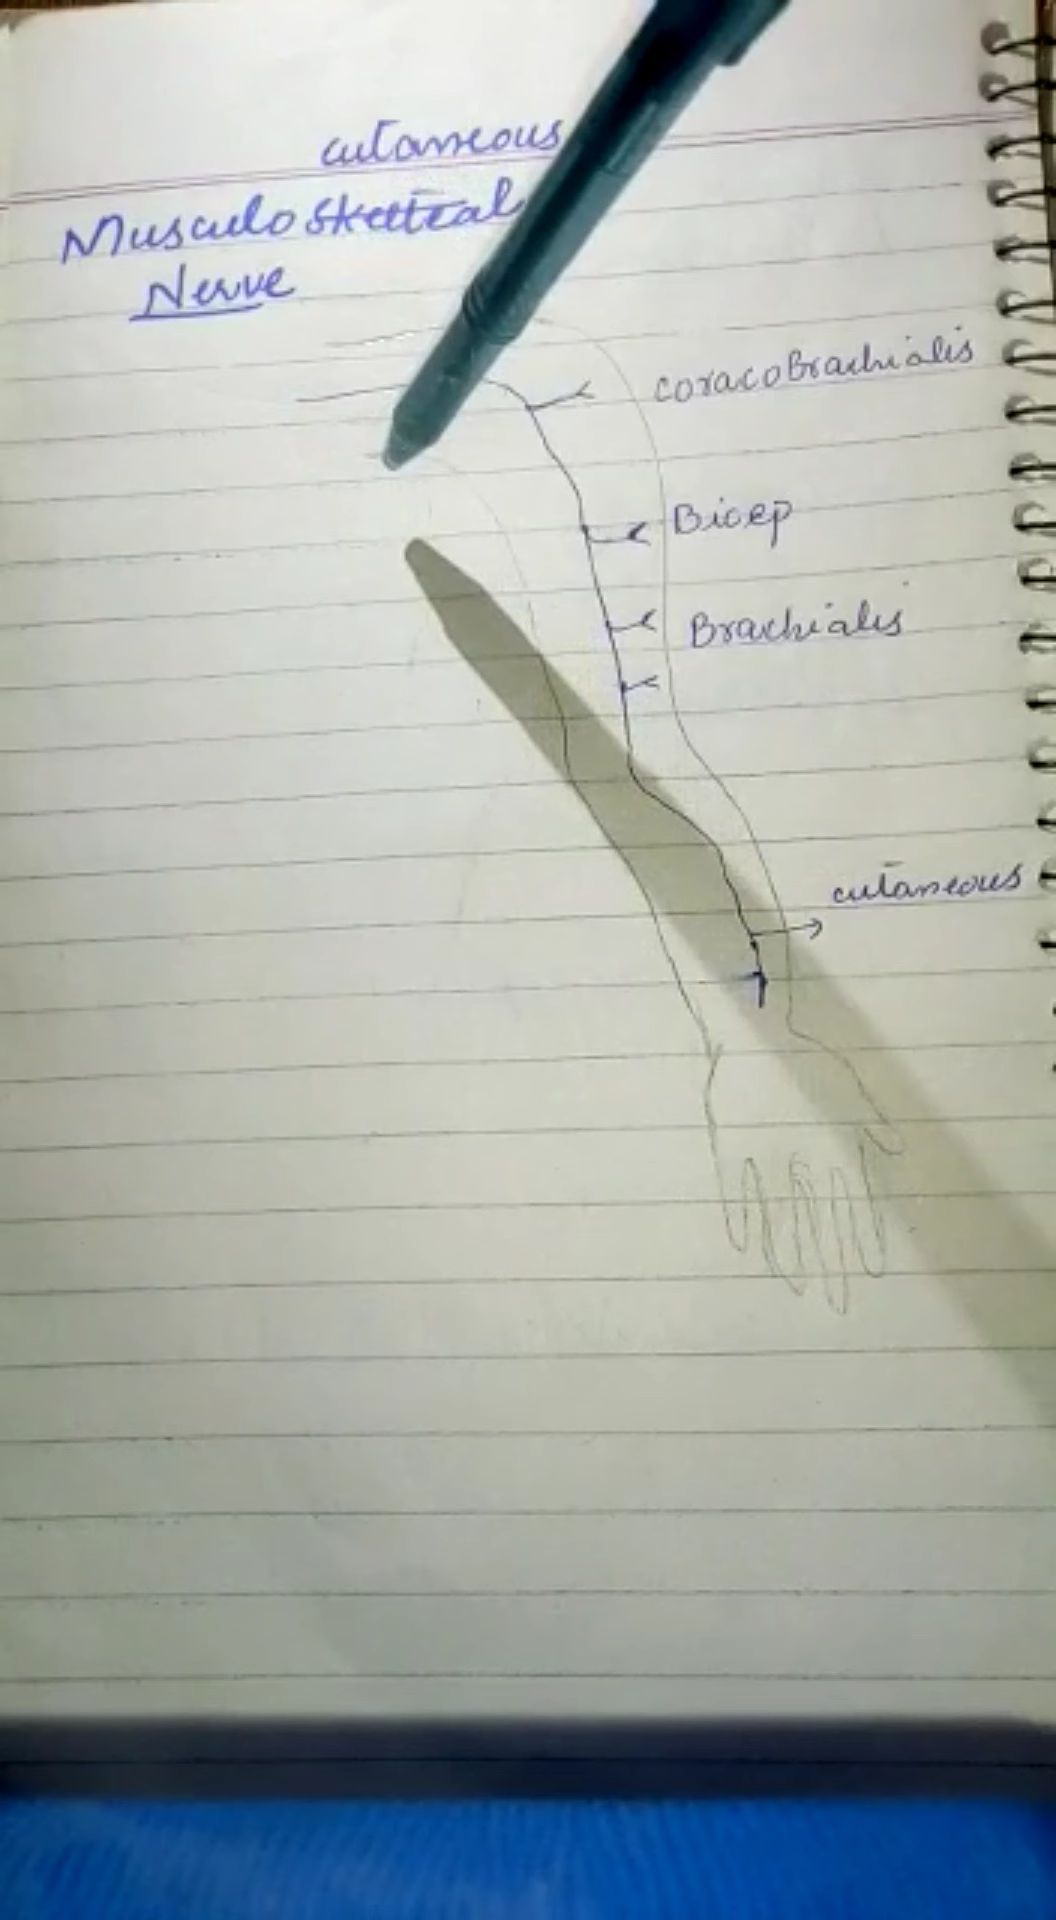 cutaneous
Musculo Skeletal
Nerve
coracoBrachialis
Bicep
Brachialis
cutaneous